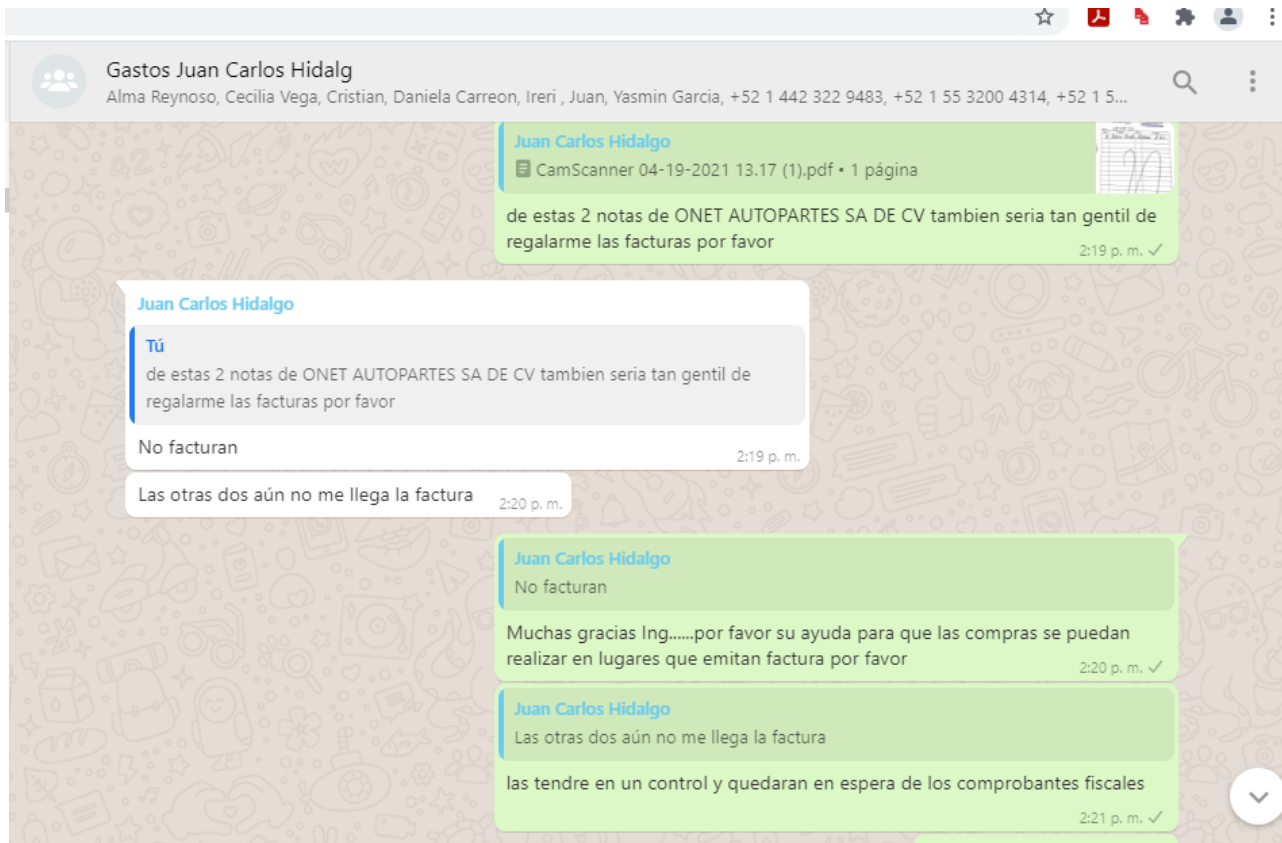 Gastos Juan Carlos Hidalg
Alma Reynoso, Cecilia Vega, Cristian, Daniela Carreon, Ireri , Juan, Yasmin Garcia, +52 1 442 322 9483, +52 1 55 3200 4314, +52 1 5...
Juan Carlos Hidalgo
CamScanner 04-19-2021 13.17 (1).pdf • 1 página
de estas 2 notas de ONET AUTOPARTES SA DE CV tambien seria tan gentil de
regalarme las facturas por favor
2:19 p. m.
Juan Carlos Hidalgo
Tú
de estas 2 notas de ONET AUTOPARTES SA DE CV tambien seria tan gentil de
regalarme las facturas por favor
No facturan
2:19 p. m.
Las otras dos aún no me llega la factura
2:20 p. m.
Juan Carlos Hidalgo
No facturan
Muchas gracias Ing......por favor su ayuda para que las compras se puedan
realizar en lugares que emitan factura por favor
2:20 p. m.
Juan Carlos Hidalgo
Las otras dos aún no me llega la factura
las tendre en un control y quedaran en espera de los comprobantes fiscales
2:21 p. m.